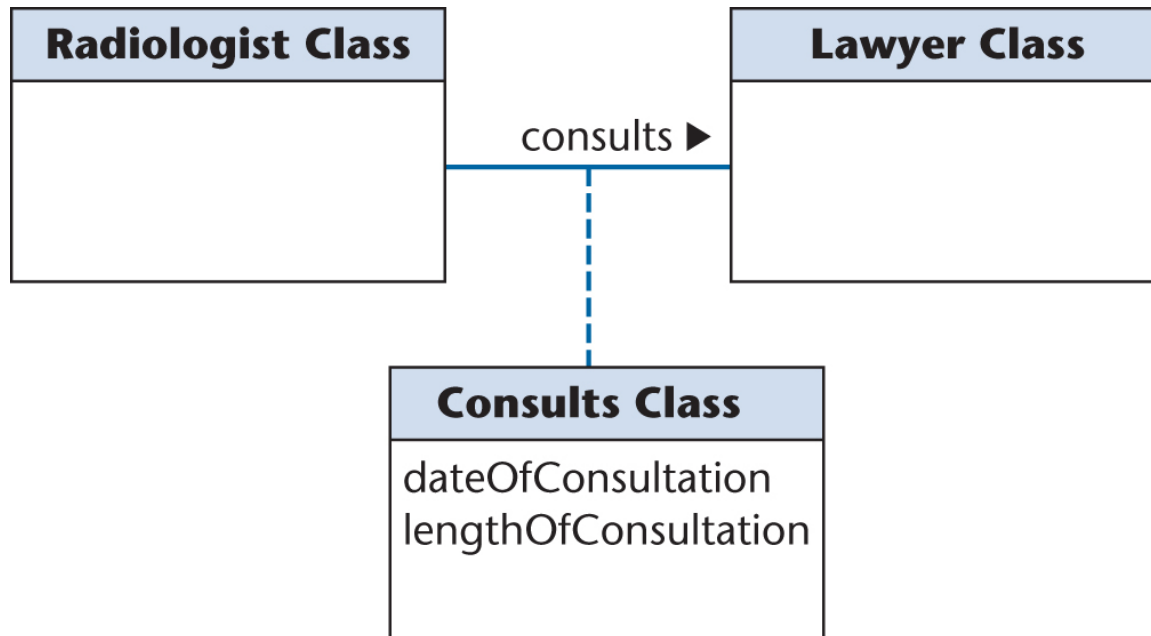 Radiologist Class
Lawyer Class
consults ▶
Consults Class
dateOfConsultation
lengthOfConsultation